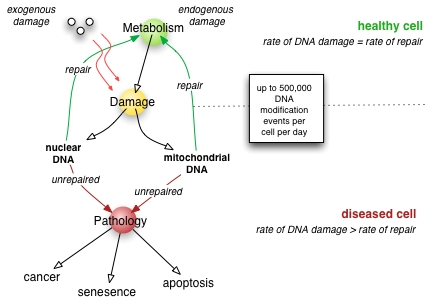 exogenous
damage
endogenous
damage
Metabolism
healthy cell
rate of DNA damage = rate of repair
repair
repair
Damage
up to 500,000
DNA
modification
events per
cell per day
nuclear
DNA
mitochondrial
DNA
unrepaired
unrepaired
Pathology
diseased cell
rate of DNA damage > rate of repair
cancer
senesence
apoptosis